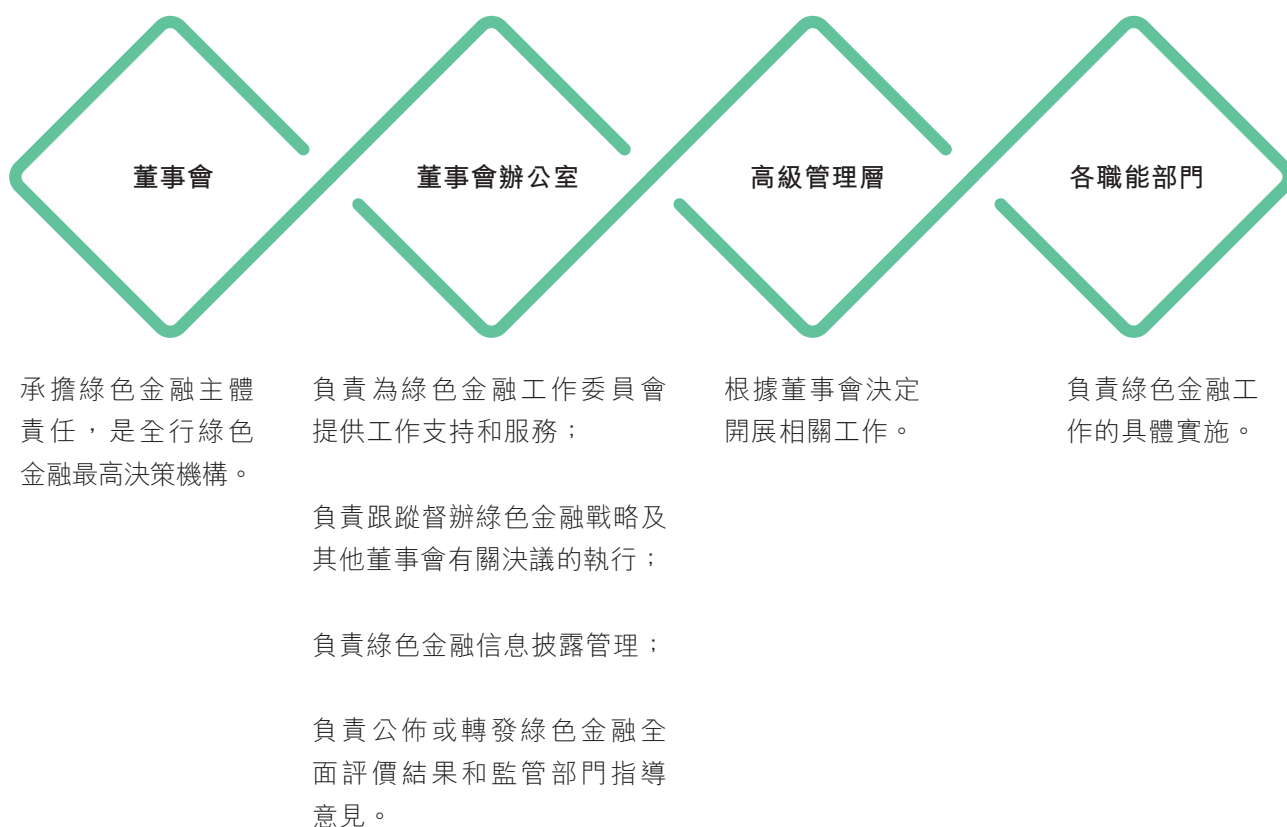 董事會
董事會辦公室
高級管理層
各職能部門
承擔綠色金融主體
責任，是全行綠色
金融最高決策機構。
負責為綠色金融工作委員會
提供工作支持和服務；
負責跟蹤督辦綠色金融戰略及
其他董事會有關決議的執行；
負責綠色金融信息披露管理；
負責公佈或轉發綠色金融全
面評價結果和監管部門指導
意見。
根據董事會決定
開展相關工作。
負責綠色金融工
作的具體實施。